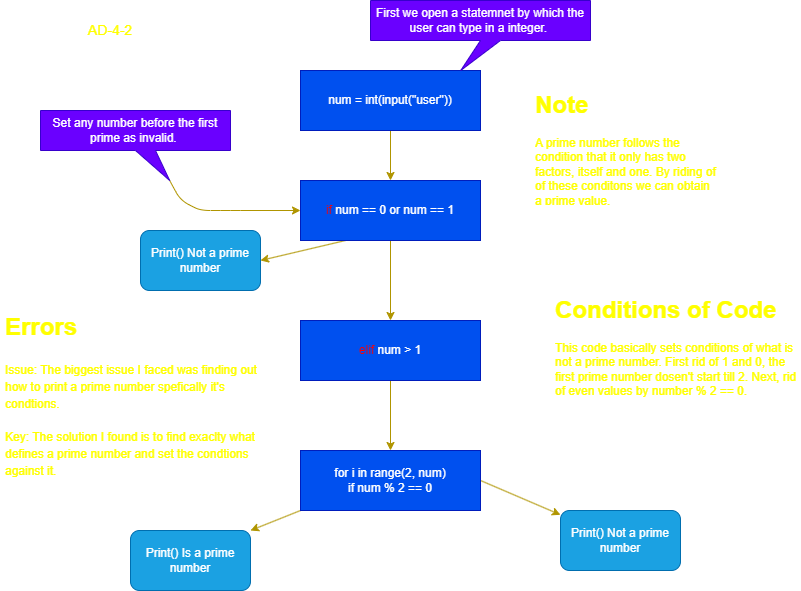 AD-4-2
First we open a statemnet by which the
user can type in a integer.
num = int(input("user"))
Set any number before the first
prime as invalid.
Note
A prime number follows the
condition that it only has two
factors, itself and one. By riding of
of these conditons we can obtain
a prime value.
if num == 0 or num == 1
Print() Not a prime
number
Errors
Issue: The biggest issue I faced was finding out
how to print a prime number spefically it's
condtions.
Key: The solution I found is to find exaclty what
defines a prime number and set the condtions
against it.
elif num > 1
Conditions of Code
This code basically sets conditions of what is
not a prime number. First rid of 1 and 0, the
first prime number dosen't start till 2. Next, rid
of even values by number % 2 == 0.
for i in range(2, num)
if num % 2 == 0
Print() Is a prime
number
Print() Not a prime
number